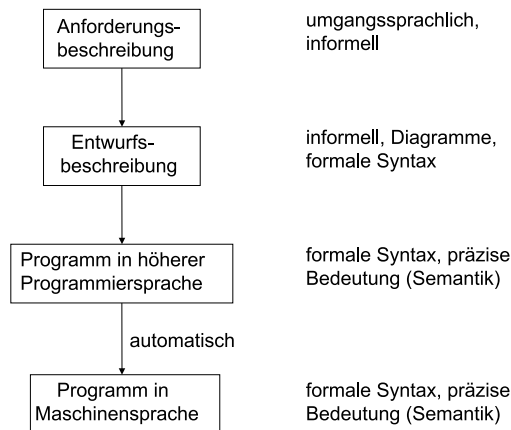 Anforderungs-
beschreibung
umgangssprachlich,
informell
Entwurfs-
beschreibung
informell, Diagramme,
formale Syntax
Programm in höherer
Programmiersprache
formale Syntax, präzise
Bedeutung (Semantik)
automatisch
Programm in
Maschinensprache
formale Syntax, präzise
Bedeutung (Semantik)